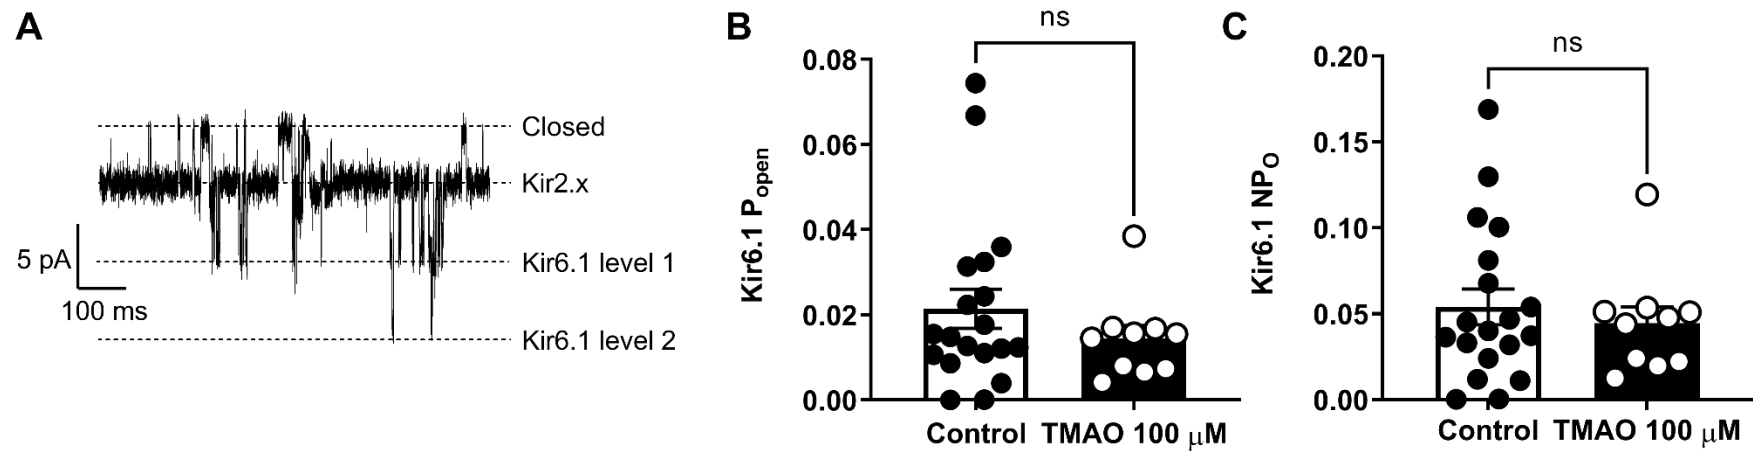 A
Closed
Kir2.x
Kir6.1 level 1
Kir6.1 level 2
5 pA
100 ms
B
ns
Kir6.1 Popen
0.08
0.06
0.04
0.02
0.00
Control
TMAO 100 μM
C
ns
Kir6.1 NPO
0.20
0.15
0.10
0.05
0.00
Control
TMAO 100 μM